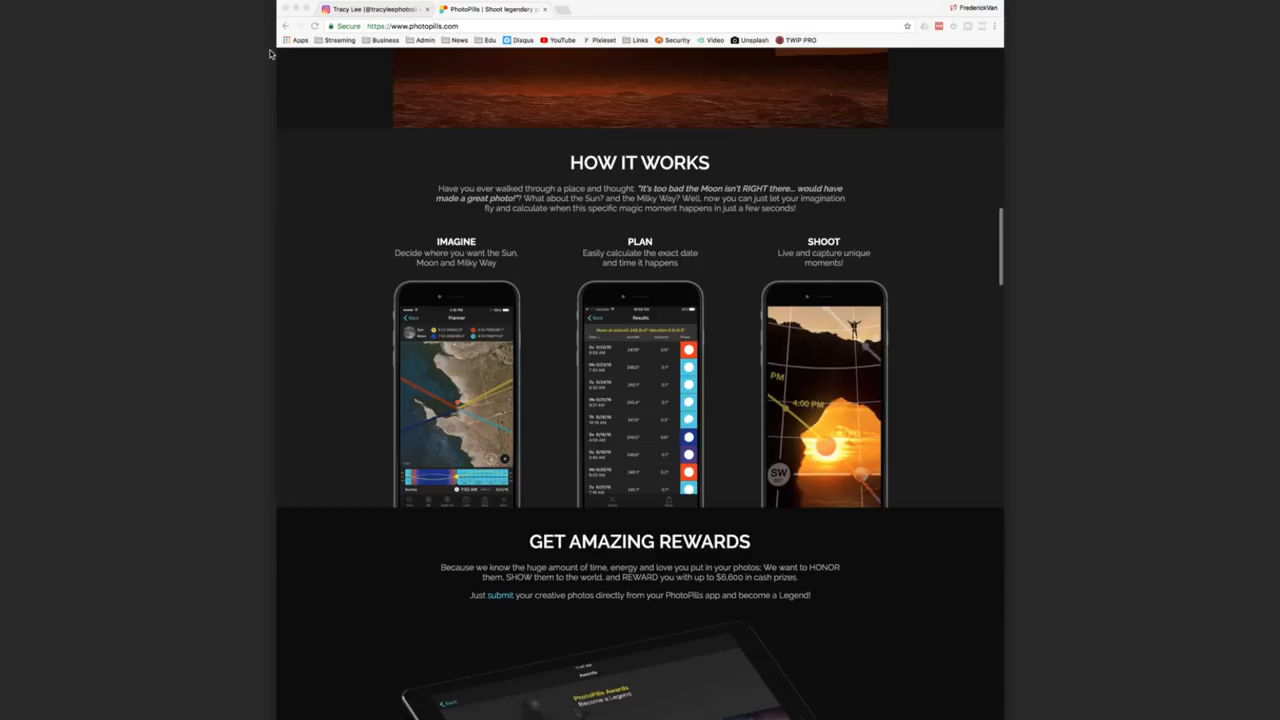 Tracy Lee (@tracyleephotos)
PhotoPills | Shoot legendary p
FrederickVan
Secure https://www.photopills.com
Apps Streaming Business Admin News Edu Disqus YouTube Pixieset Links Security Video Unsplash TWiP PRO
HOW IT WORKS
Have you ever walked through a place and thought: "It's too bad the Moon isn't RIGHT there... would have
made a great photo!"? What about the Sun? and the Milky Way? Well, now you can just let your imagination
fly and calculate when this specific magic moment happens in just a few seconds!
IMAGINE
Decide where you want the Sun,
Moon and Milky Way
PLAN
Easily calculate the exact date
and time it happens
SHOOT
Live and capture unique
moments!
Back Planner
Back Results
PM
4:00 PM
SW
GET AMAZING REWARDS
Because we know the huge amount of time, energy and love you put in your photos; We want to HONOR
them, SHOW them to the world, and REWARD you with up to $6,600 in cash prizes.
Just submit your creative photos directly from your PhotoPills app and become a Legend!
Awards
Back
PhotoPills Awards
Become a Legend